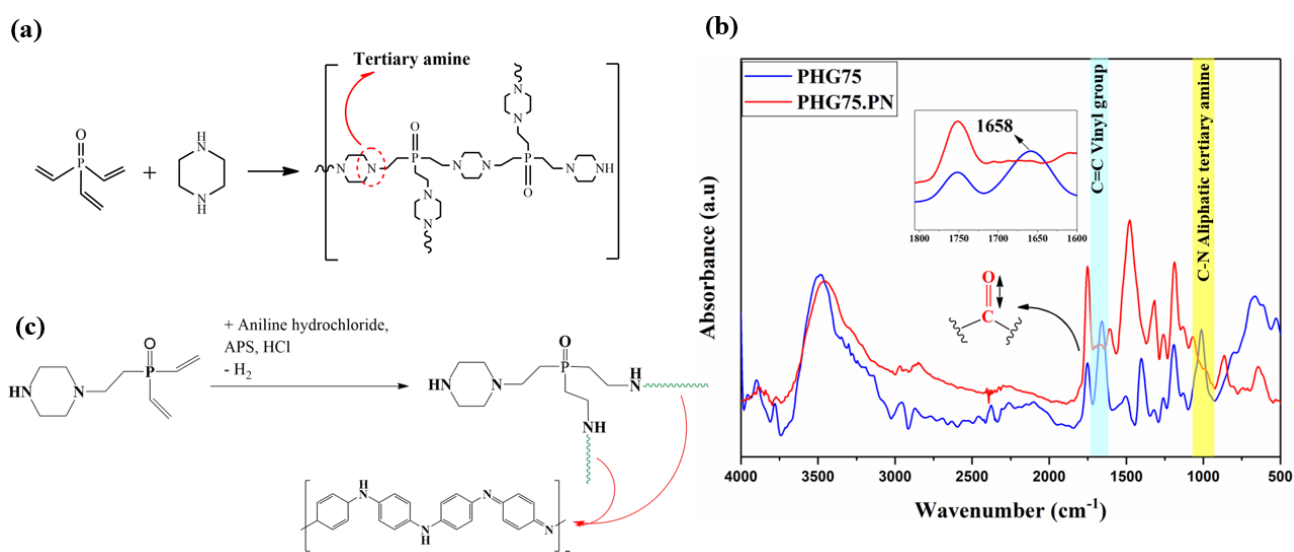 (a)
Tertiary amine
O
P
+
H
N
N
H
N
N
N
O
P
N
N
N
N
P
O
N
N
N
NH
(b)
PHG75
PHG75.PN
1658
1800 1750 1700 1650 1600
C=C Vinyl group
C-N Aliphatic tertiary amine
O
C
Absorbance (a.u)
4000 3500 3000 2500 2000 1500 1000 500
Wavenumber (cm-1)
(c)
+ Aniline hydrochloride,
APS, HCl
- H2
HN
N
O
P
HN
N
O
P
H
N
NH
H
N
N
H
N
N